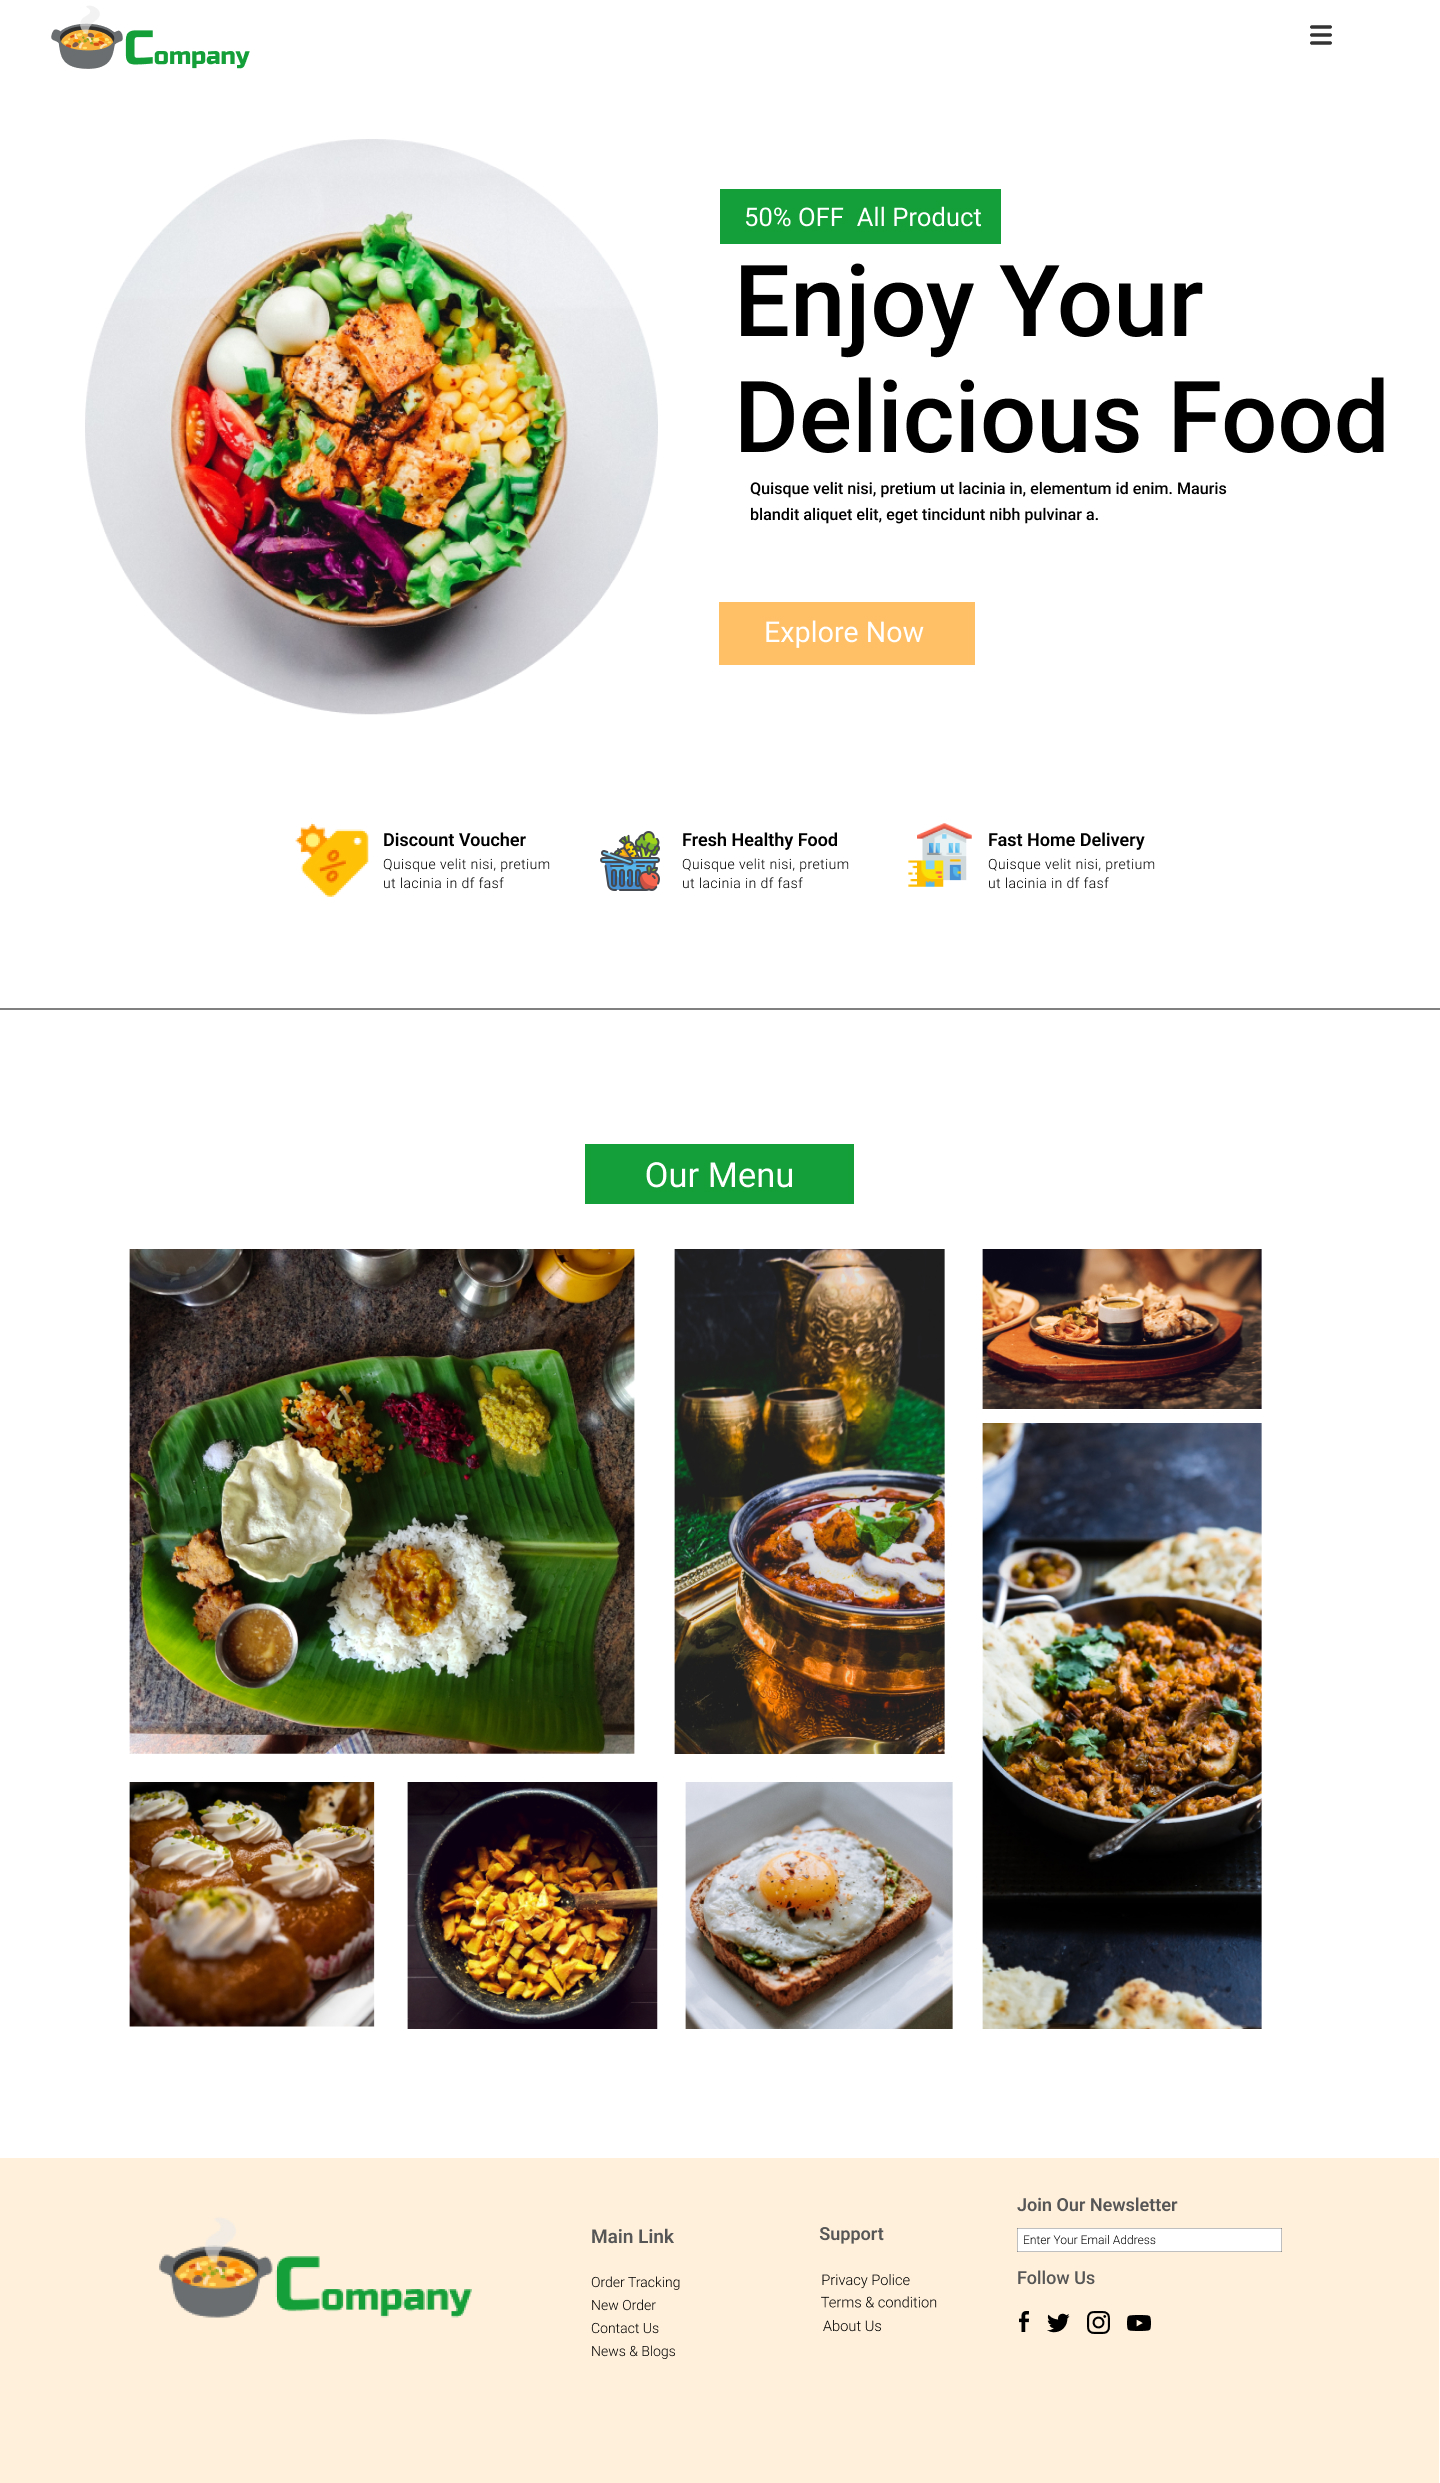 Company
50% OFF  All Product
Enjoy Your
Delicious Food
Quisque velit nisi, pretium ut lacinia in, elementum id enim. Mauris
blandit aliquet elit, eget tincidunt nibh pulvinar a.
Explore Now
Discount Voucher
Quisque velit nisi, pretium
ut lacinia in df fasf
Fresh Healthy Food
Quisque velit nisi, pretium
ut lacinia in df fasf
Fast Home Delivery
Quisque velit nisi, pretium
ut lacinia in df fasf
Our Menu
Company
Main Link
Order Tracking
New Order
Contact Us
News & Blogs
Support
Privacy Police
Terms & condition
About Us
Join Our Newsletter
Enter Your Email Address
Follow Us